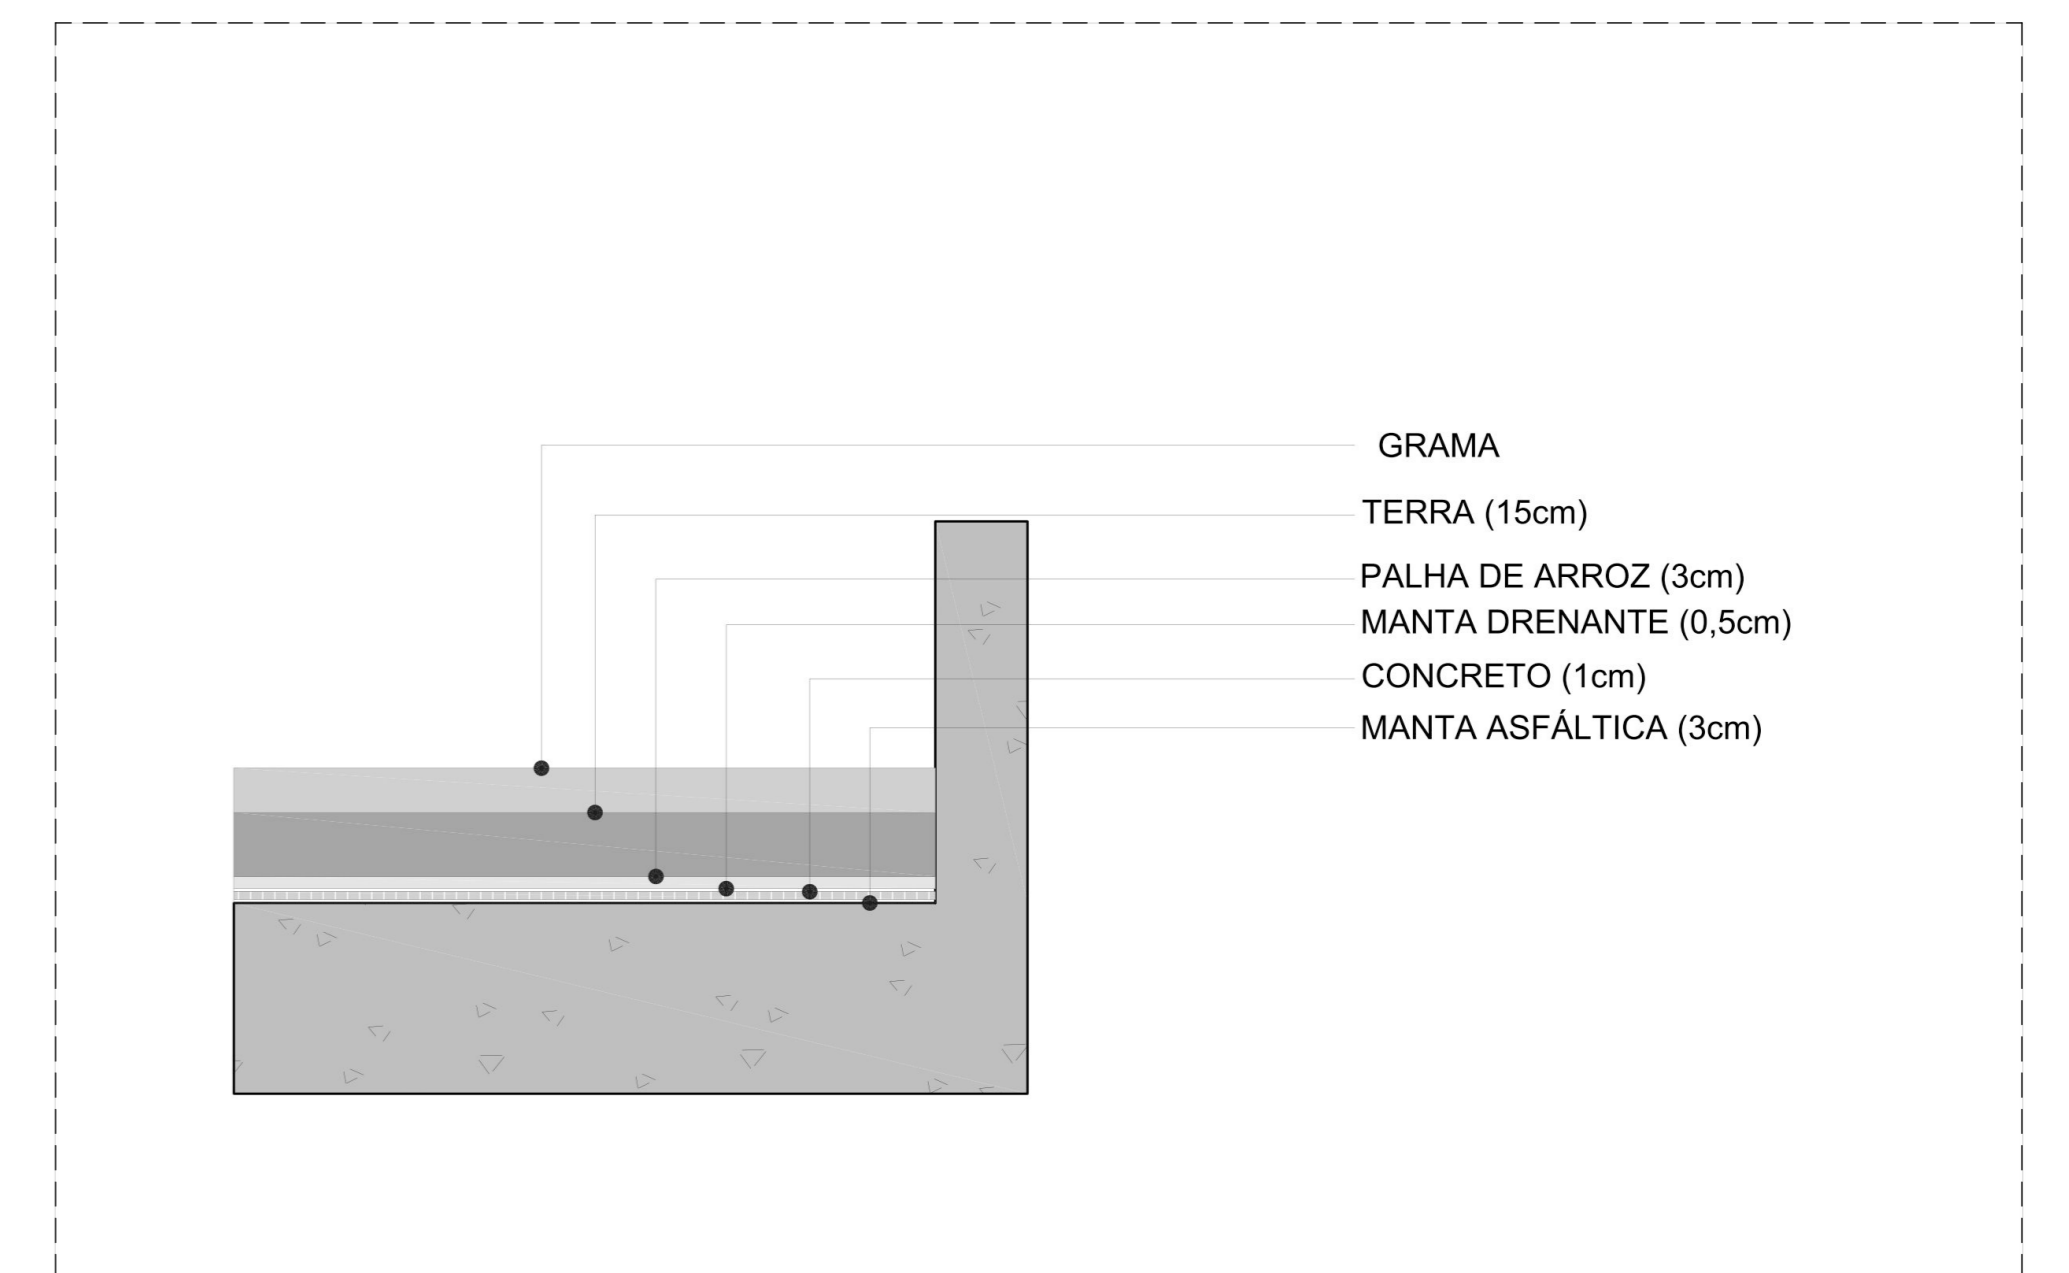 GRAMA
TERRA (15cm)
PALHA DE ARROZ (3cm)
MANTA DRENANTE (0,5cm)
CONCRETO (1cm)
MANTA ASFÁLTICA (3cm)